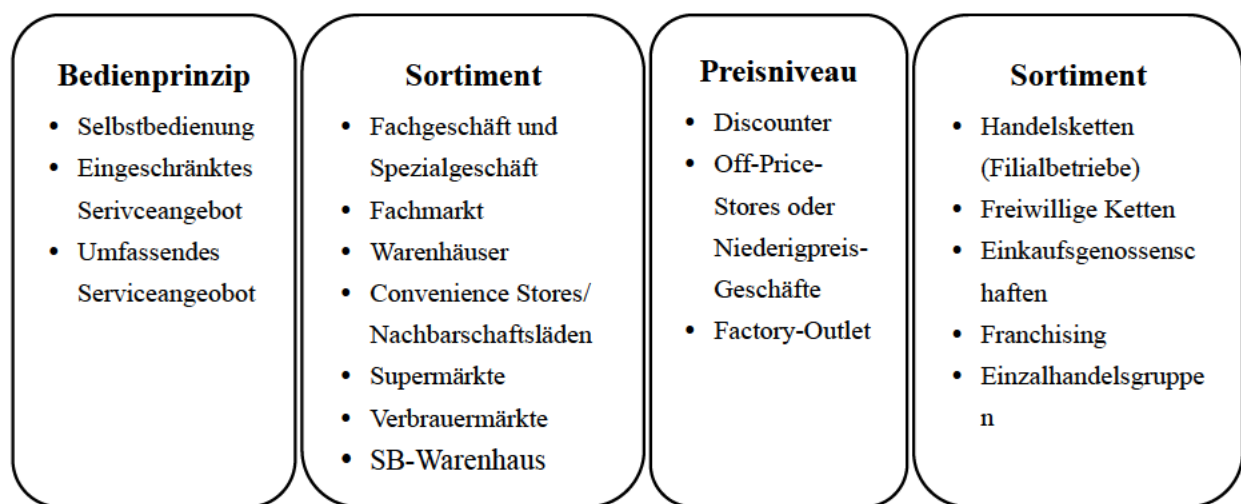 Bedienprinzip
• Selbstbedienung
• Eingeschränktes
Serivceangebot
• Umfassendes
Serviceangeobot
Sortiment
• Fachgeschäft und
Spezialgeschäft
• Fachmarkt
• Warenhäuser
• Convenience Stores/
Nachbarschaftsläden
• Supermärkte
• Verbrauermärkte
• SB-Warenhaus
Preisniveau
• Discounter
• Off-Price-
Stores oder
Niederigpreis-
Geschäfte
• Factory-Outlet
Sortiment
• Handelsketten
(Filialbetriebe)
• Freiwillige Ketten
• Einkaufsgenossensc
haften
• Franchising
• Einzalhandelsgruppe
n